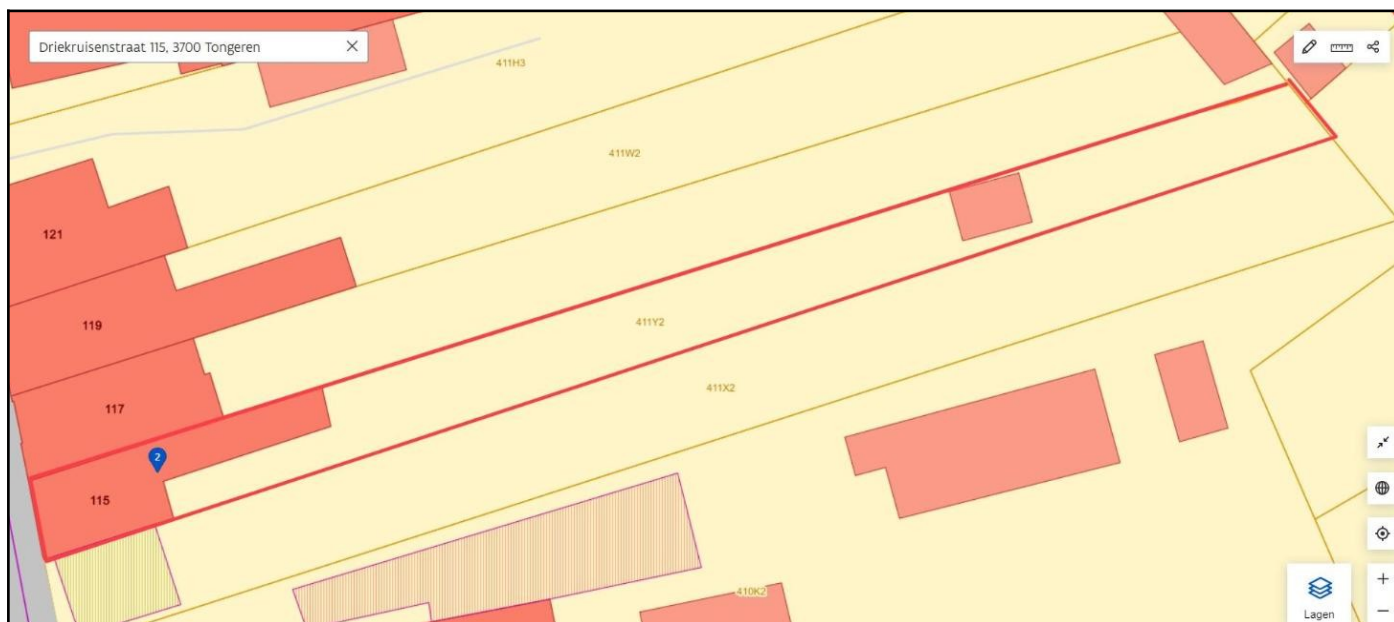 Driekruisenstraat 115, 3700 Tongeren
411H3
411W2
121
119
411Y2
117
411X2
2
115
410K2
Lagen